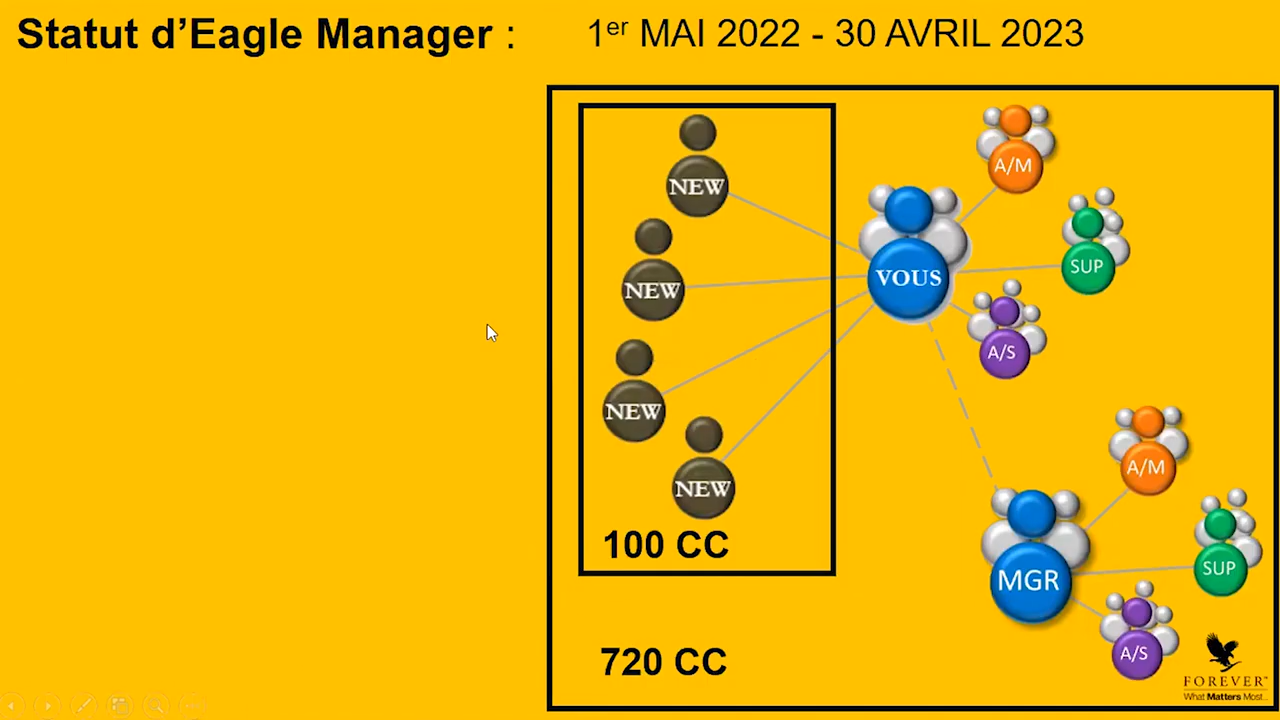 Statut d’Eagle Manager : 1er MAI 2022 - 30 AVRIL 2023
NEW
NEW
NEW
NEW
100 CC
VOUS
A/M
SUP
A/S
MGR
A/M
SUP
A/S
720 CC
FOREVER™
What Matters Most...